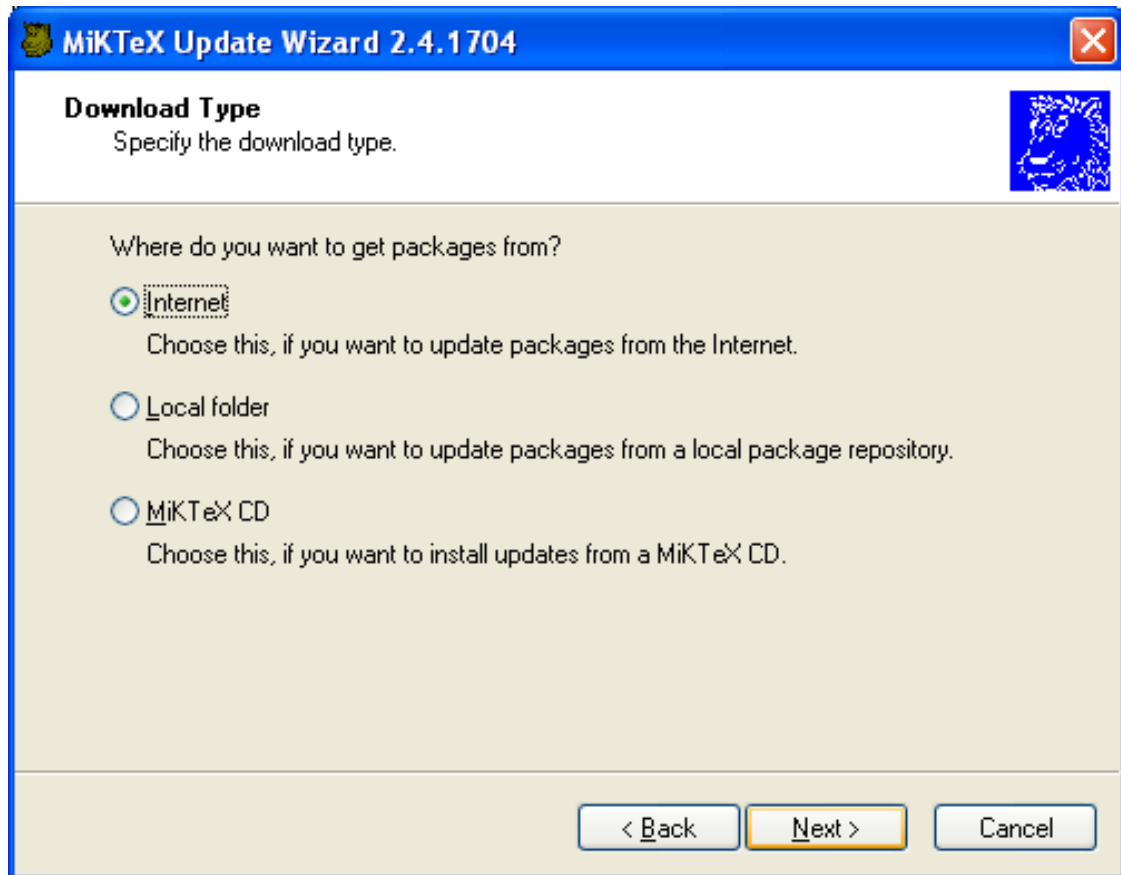 MiKTeX Update Wizard 2.4.1704
Download Type
Specify the download type.
Where do you want to get packages from?
Internet
Choose this, if you want to update packages from the Internet.
Local folder
Choose this, if you want to update packages from a local package repository.
MiKTeX CD
Choose this, if you want to install updates from a MiKTeX CD.
< Back Next > Cancel